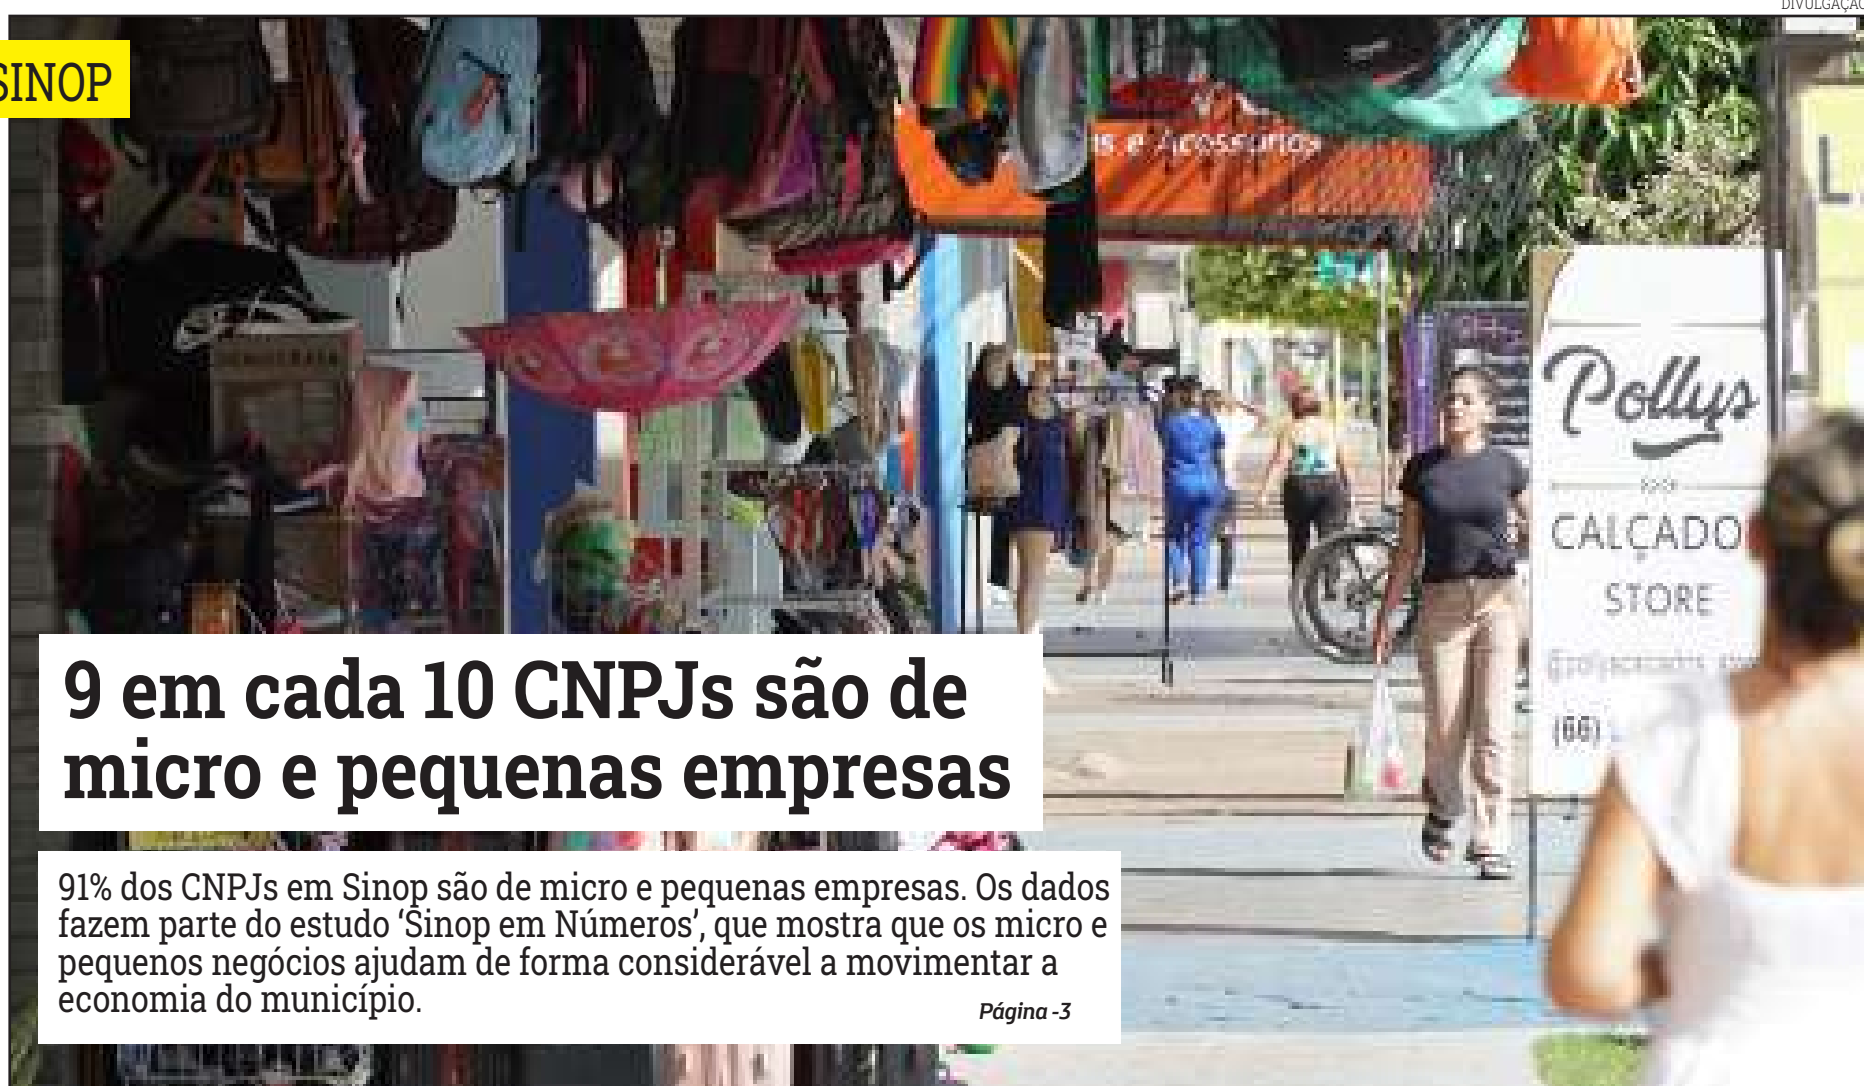 DIVULGAÇÃO
SINOP
s e Acessórios
Pollys
CALÇADO
STORE
(66)
9 em cada 10 CNPJs são de
micro e pequenas empresas
91% dos CNPJs em Sinop são de micro e pequenas empresas. Os dados
fazem parte do estudo ‘Sinop em Números’, que mostra que os micro e
pequenos negócios ajudam de forma considerável a movimentar a
economia do município.
Página -3